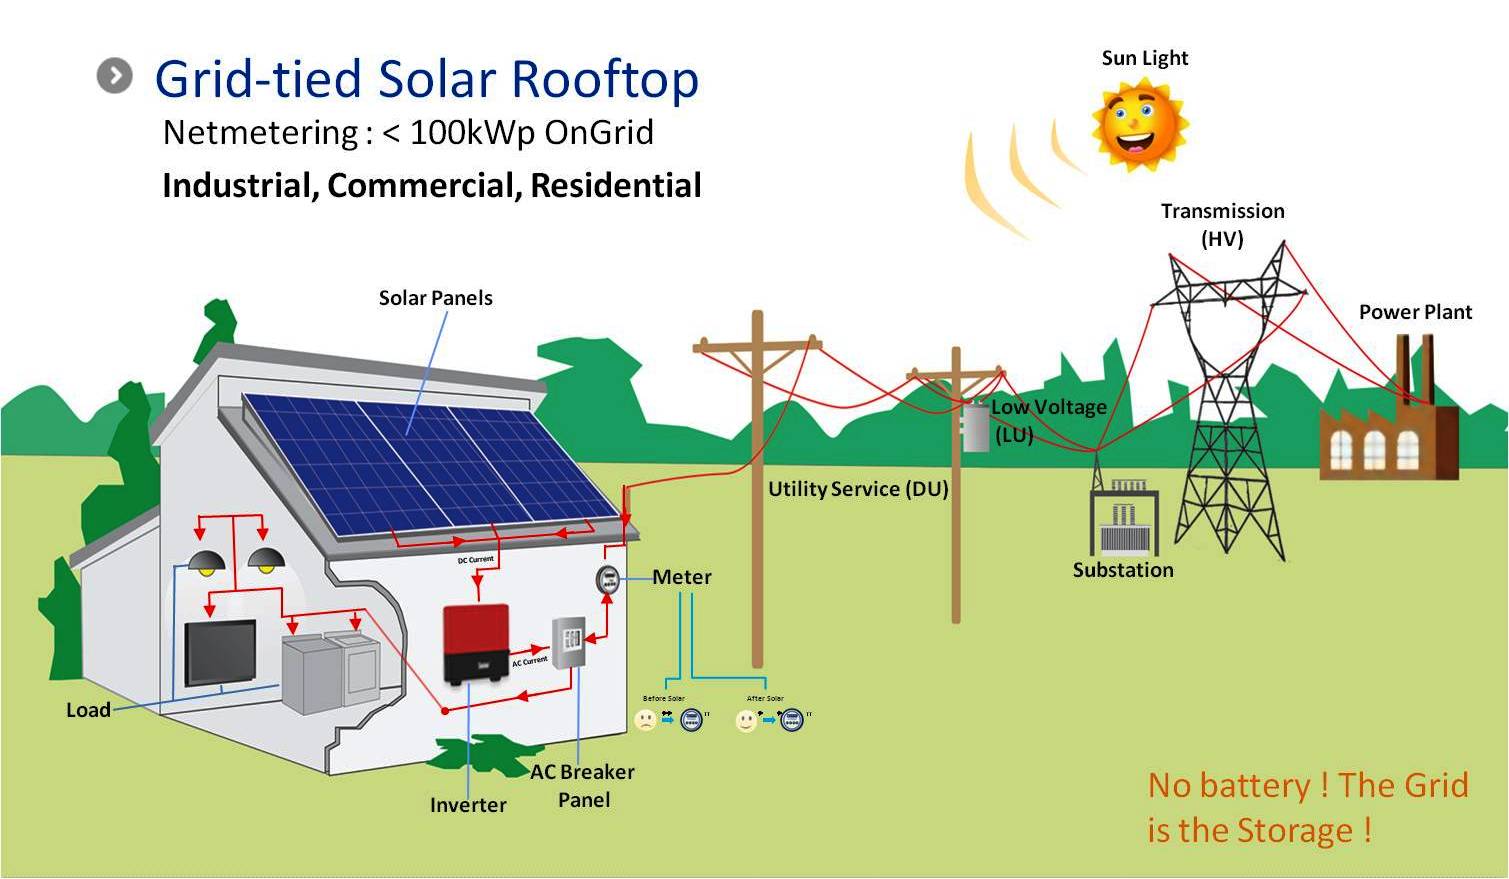 Grid-tied Solar Rooftop
Netmetering : < 100kWp OnGrid
Industrial, Commercial, Residential
Sun Light
Transmission
(HV)
Power Plant
Solar Panels
Low Voltage
(LU)
Utility Service (DU)
Substation
DC Current
Meter
AC Current
Before Solar
After Solar
Load
AC Breaker
Panel
Inverter
No battery ! The Grid
is the Storage !